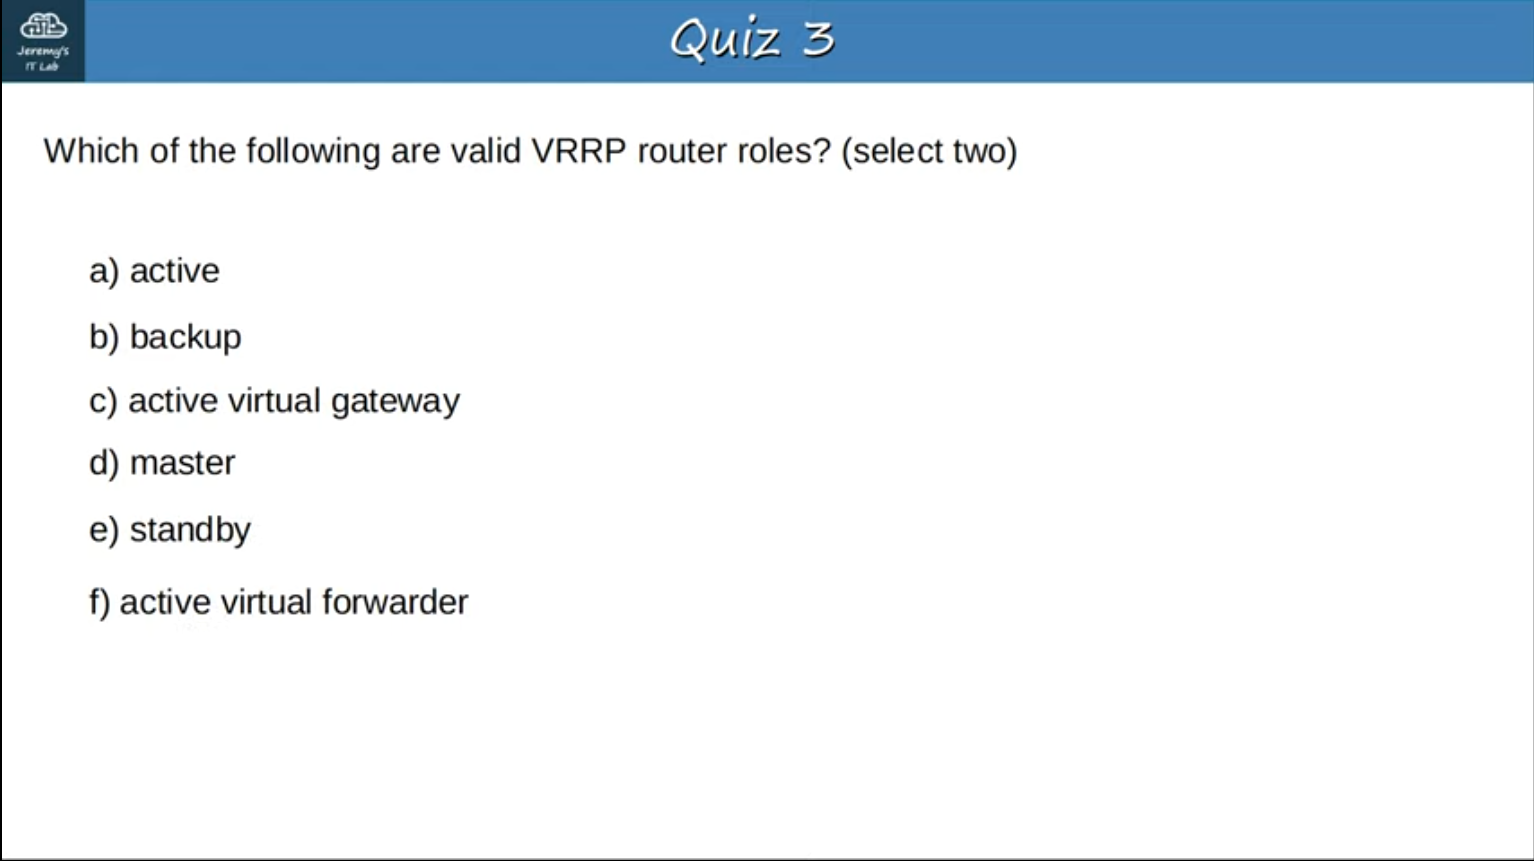 Jeremy's
IT Lab
Quiz 3
Which of the following are valid VRRP router roles? (select two)
a) active
b) backup
c) active virtual gateway
d) master
e) standby
f) active virtual forwarder